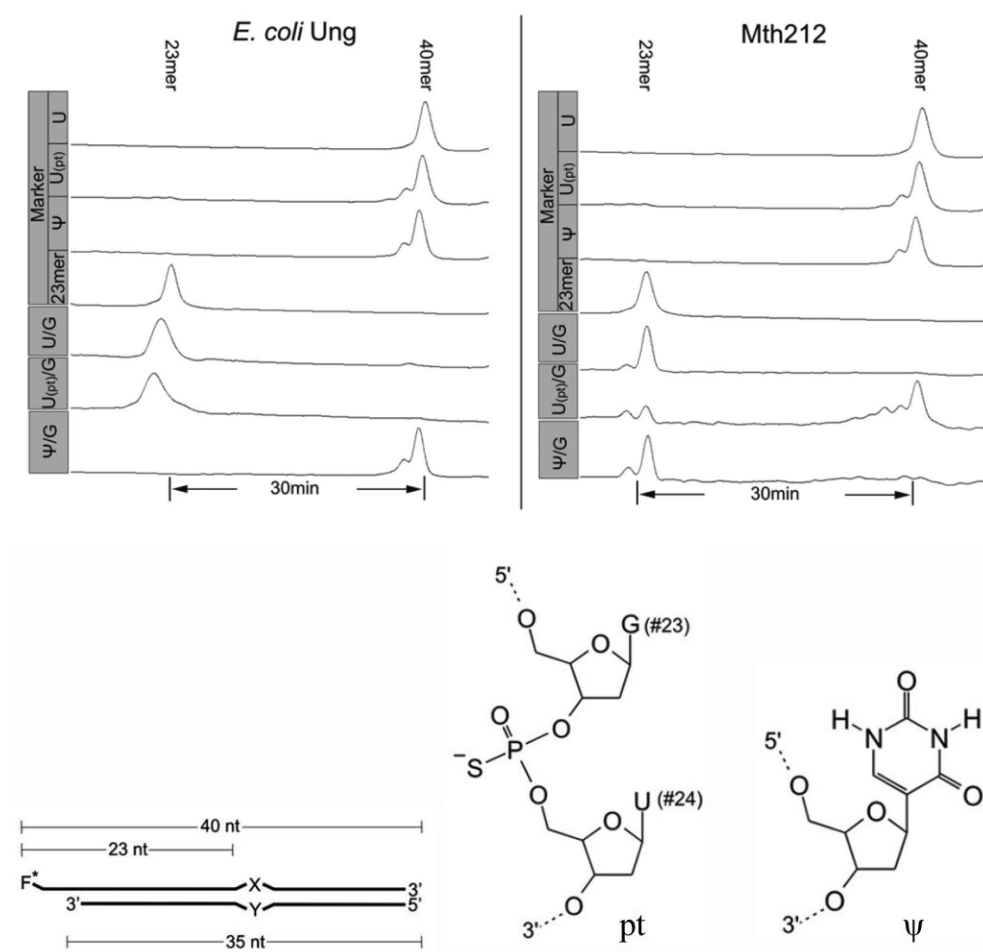 E. coli Ung
Mth212
23mer
40mer
23mer
40mer
Marker
U
U(pt)
Ψ
23mer
U/G
U(pt)/G
Ψ/G
30min
Marker
U
U(pt)
Ψ
23mer
U/G
U(pt)/G
Ψ/G
30min
40 nt
23 nt
F*
X
3'
3'
Y
5'
35 nt
5'
O
O
G (#23)
O
P
O
-S
O
O
U (#24)
O
3'
pt
O
H
N
N
H
5'
O
O
O
O
3'
ψ